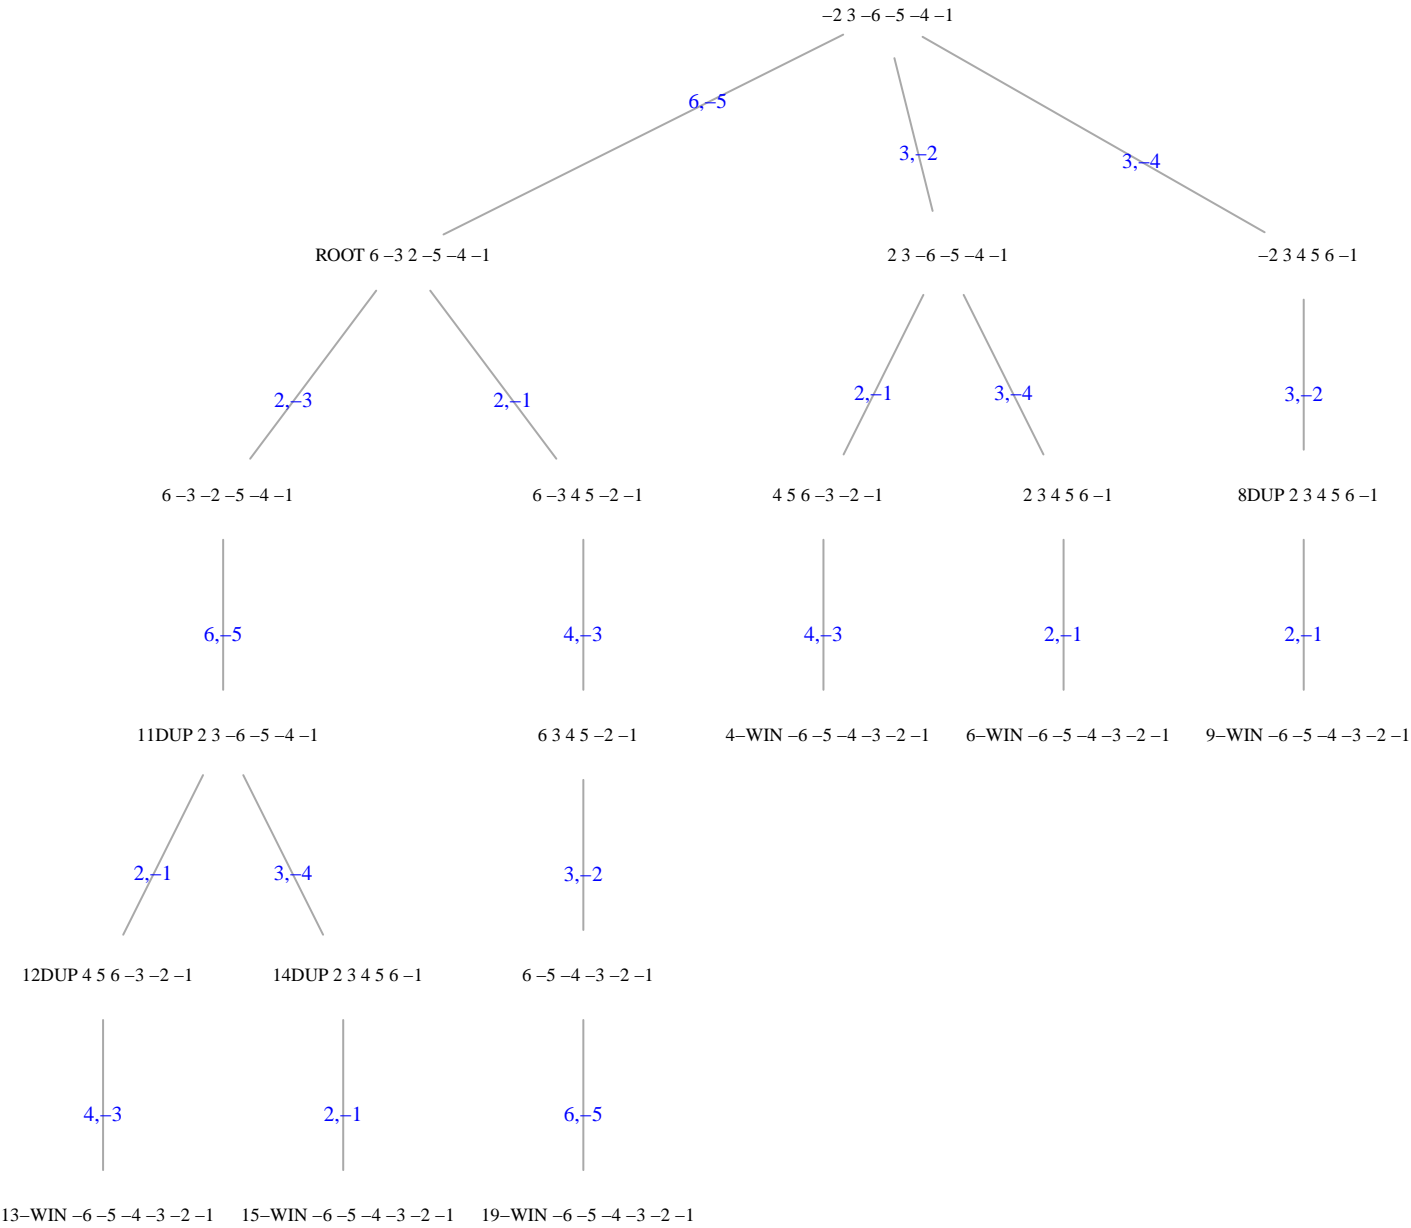 –2 3 –6 –5 –4 –1
6,–5
3,–2
3,–4
ROOT 6 –3 2 –5 –4 –1
2 3 –6 –5 –4 –1
–2 3 4 5 6 –1
2,–3
2,–1
2,–1
3,–4
3,–2
6 –3 –2 –5 –4 –1
6 –3 4 5 –2 –1
4 5 6 –3 –2 –1
2 3 4 5 6 –1
8DUP 2 3 4 5 6 –1
6,–5
4,–3
4,–3
2,–1
2,–1
11DUP 2 3 –6 –5 –4 –1
6 3 4 5 –2 –1
4–WIN –6 –5 –4 –3 –2 –1
6–WIN –6 –5 –4 –3 –2 –1
9–WIN –6 –5 –4 –3 –2 –1
2,–1
3,–4
3,–2
12DUP 4 5 6 –3 –2 –1
14DUP 2 3 4 5 6 –1
6 –5 –4 –3 –2 –1
4,–3
2,–1
6,–5
13–WIN –6 –5 –4 –3 –2 –1
15–WIN –6 –5 –4 –3 –2 –1
19–WIN –6 –5 –4 –3 –2 –1